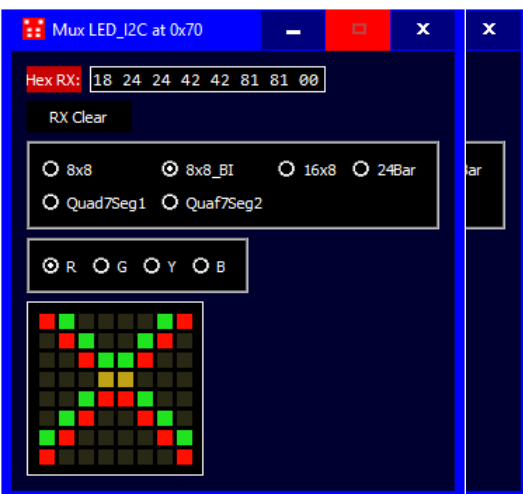 Mux LED_I2C at 0x70
Hex RX: 18 24 24 42 42 81 81 00
RX Clear
8x8 8x8_BI 16x8 24Bar ar
Quad7Seg1 Quaf7Seg2
R G Y B